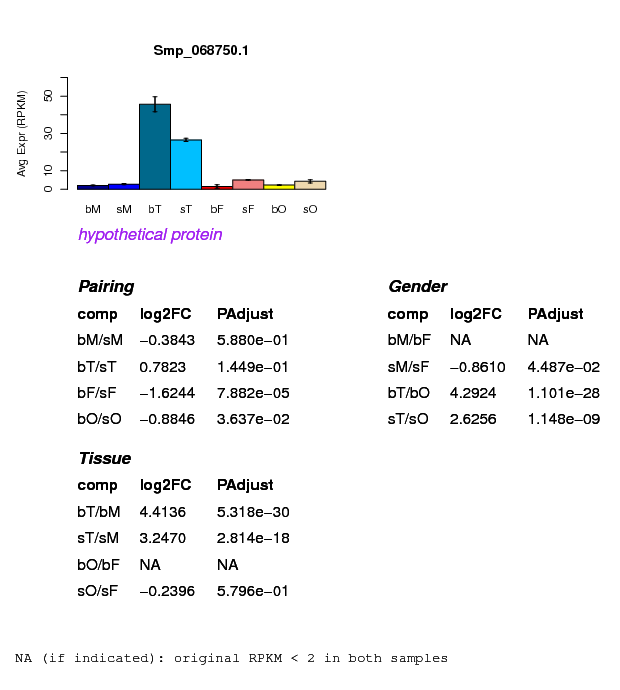 Smp_068750.1
Avg Expr (RPKM)
50
30
10
0
bM sM bT sT bF sF bO sO
hypothetical protein
Pairing
comp log2FC PAdjust
bM/sM −0.3843 5.880e−01
bT/sT 0.7823 1.449e−01
bF/sF −1.6244 7.882e−05
bO/sO −0.8846 3.637e−02
Gender
comp log2FC PAdjust
bM/bF NA NA
sM/sF −0.8610 4.487e−02
bT/bO 4.2924 1.101e−28
sT/sO 2.6256 1.148e−09
Tissue
comp log2FC PAdjust
bT/bM 4.4136 5.318e−30
sT/sM 3.2470 2.814e−18
bO/bF NA NA
sO/sF −0.2396 5.796e−01
NA (if indicated): original RPKM < 2 in both samples